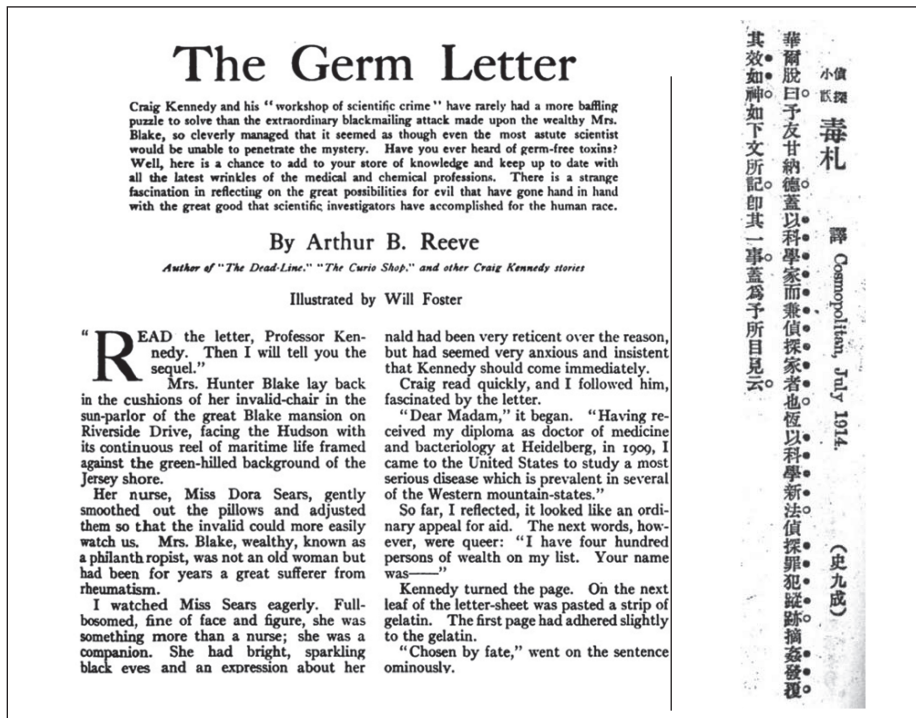 The Germ Letter
Craig Kennedy and his "workshop of scientific crime" have rarely had a more baffling
puzzle to solve than the extraordinary blackmailing attack made upon the wealthy Mrs.
Blake, so cleverly managed that it seemed as though even the most astute scientist
would be unable to penetrate the mystery. Have you ever heard of germ-free toxins?
Well, here is a chance to add to your store of knowledge and keep up to date with
all the latest wrinkles of the medical and chemical professions. There is a strange
fascination in reflecting on the great possibilities for evil that have gone hand in hand
with the great good that scientific investigators have accomplished for the human race.
By Arthur B. Reeve
Author of "The Dead-Line." "The Curio Shop." and other Craig Kennedy stories
Illustrated by Will Foster
"READ the letter, Professor Ken-
nedy. Then I will tell you the
sequel."
Mrs. Hunter Blake lay back
in the cushions of her invalid-chair in the
sun-parlor of the great Blake mansion on
Riverside Drive, facing the Hudson with
its continuous reel of maritime life framed
against the green-hilled background of the
Jersey shore.
Her nurse, Miss Dora Sears, gently
smoothed out the pillows and adjusted
them so that the invalid could more easily
watch us. Mrs. Blake, wealthy, known as
a philanthropist, was not an old woman but
had been for years a great sufferer from
rheumatism.
I watched Miss Sears eagerly. Full-
bosomed, fine of face and figure, she was
something more than a nurse; she was a
companion. She had bright, sparkling
black eyes and an expression about her
nald had been very reticent over the reason,
but had seemed very anxious and insistent
that Kennedy should come immediately.
Craig read quickly, and I followed him,
fascinated by the letter.
"Dear Madam," it began. "Having re-
ceived my diploma as doctor of medicine
and bacteriology at Heidelberg, in 1909, I
came to the United States to study a most
serious disease which is prevalent in several
of the Western mountain-states."
So far, I reflected, it looked like an ordi-
nary appeal for aid. The next words, how-
ever, were queer: "I have four hundred
persons of wealth on my list. Your name
was——"
Kennedy turned the page. On the next
leaf of the letter-sheet was pasted a strip of
gelatin. The first page had adhered slightly
to the gelatin.
"Chosen by fate," went on the sentence
ominously.
偵探
小說
毒札 譯 Cosmopolitan, July 1914. (史九成)
華爾脫曰。予友甘納德。蓋以科學家而兼偵探家者也。恆以科學新法。偵探罪犯蹤跡。摘姦發覆。
其效如神。如下文所記。卽其一事。蓋爲予所目見云。